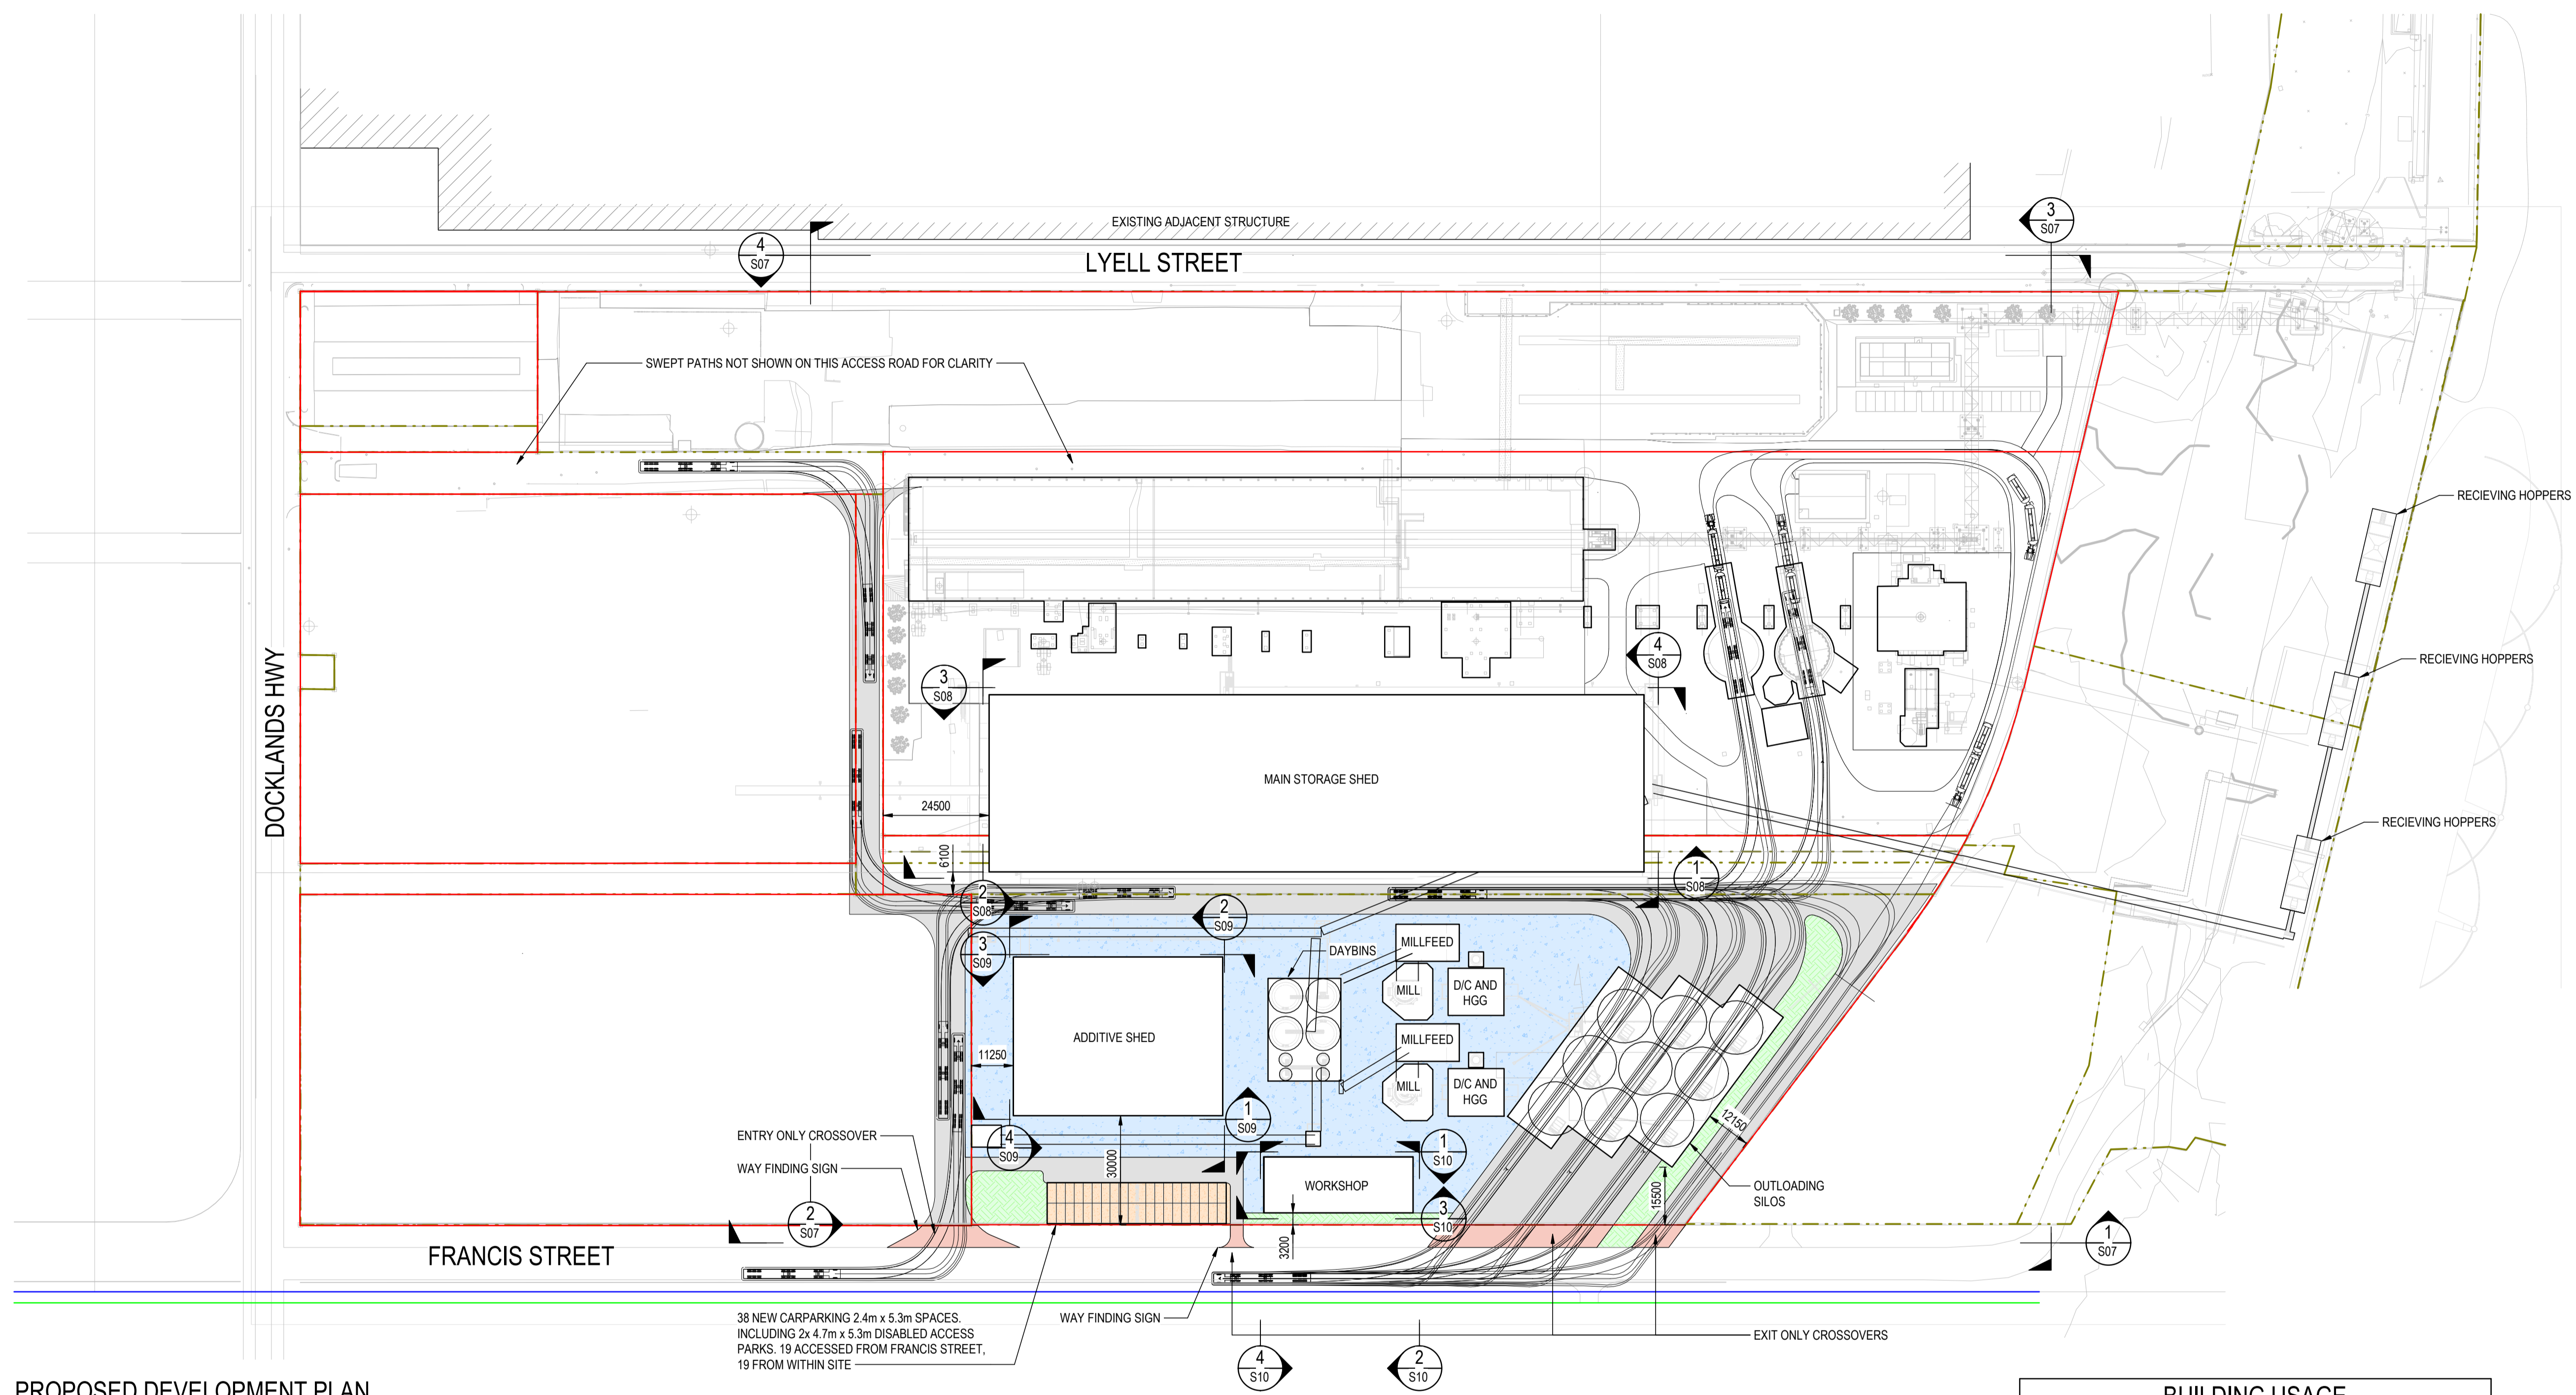 EXISTING ADJACENT STRUCTURE
3
S07
4
S07
LYELL STREET
SWEPT PATHS NOT SHOWN ON THIS ACCESS ROAD FOR CLARITY
RECIEVING HOPPERS
RECIEVING HOPPERS
RECIEVING HOPPERS
DOCKLANDS HWY
4
S08
3
S08
MAIN STORAGE SHED
24500
6100
1
S08
2
S08
2
S09
3
S09
DAYBINS
MILLFEED
MILL
D/C AND
HGG
ADDITIVE SHED
11250
MILLFEED
MILL
D/C AND
HGG
1
S09
12150
ENTRY ONLY CROSSOVER
WAY FINDING SIGN
4
S09
30000
1
S10
WORKSHOP
15500
OUTLOADING
SILOS
2
S07
3
S10
1
S07
3200
FRANCIS STREET
38 NEW CARPARKING 2.4m x 5.3m SPACES.
INCLUDING 2x 4.7m x 5.3m DISABLED ACCESS
PARKS. 19 ACCESSED FROM FRANCIS STREET,
19 FROM WITHIN SITE
WAY FINDING SIGN
EXIT ONLY CROSSOVERS
4
S10
2
S10
PROPOSED DEVELOPMENT PLAN
BUILDING USAGE